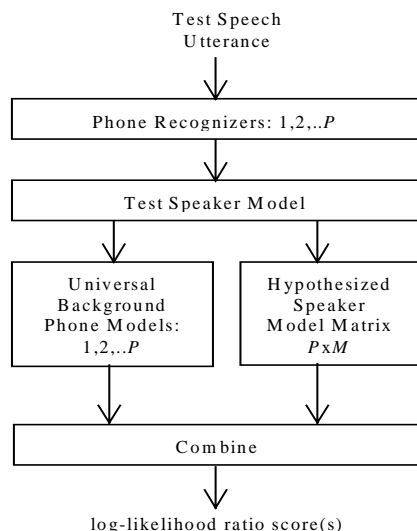 Test Speech
Utterance
Phone Recognizers: 1,2,..P
Test Speaker Model
Universal
Background
Phone Models:
1,2,..P
Hypothesized
Speaker
Model Matrix
PxM
Combine
log-likelihood ratio score(s)